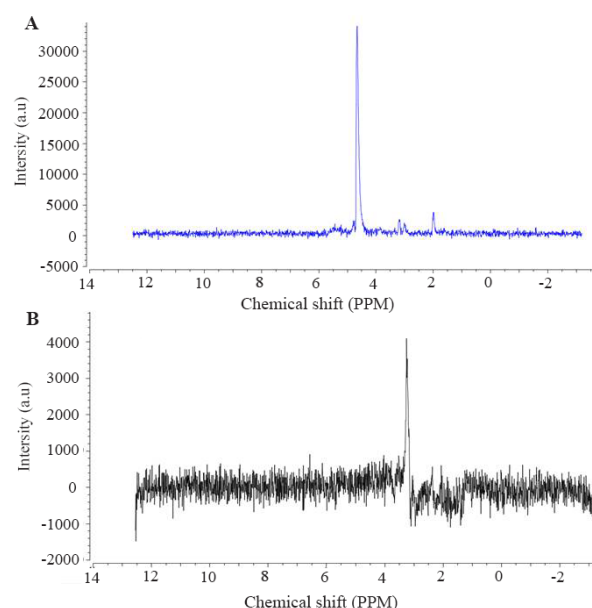 A
30000
25000
20000
15000
10000
5000
0
-5000
Intersity (a.u)
14 12 10 8 6 4 2 0 -2
Chemical shift (PPM)
B
4000
3000
2000
1000
0
-1000
-2000
Intersity (a.u)
14 12 10 8 6 4 2 0 -2
Chemical shift (PPM)